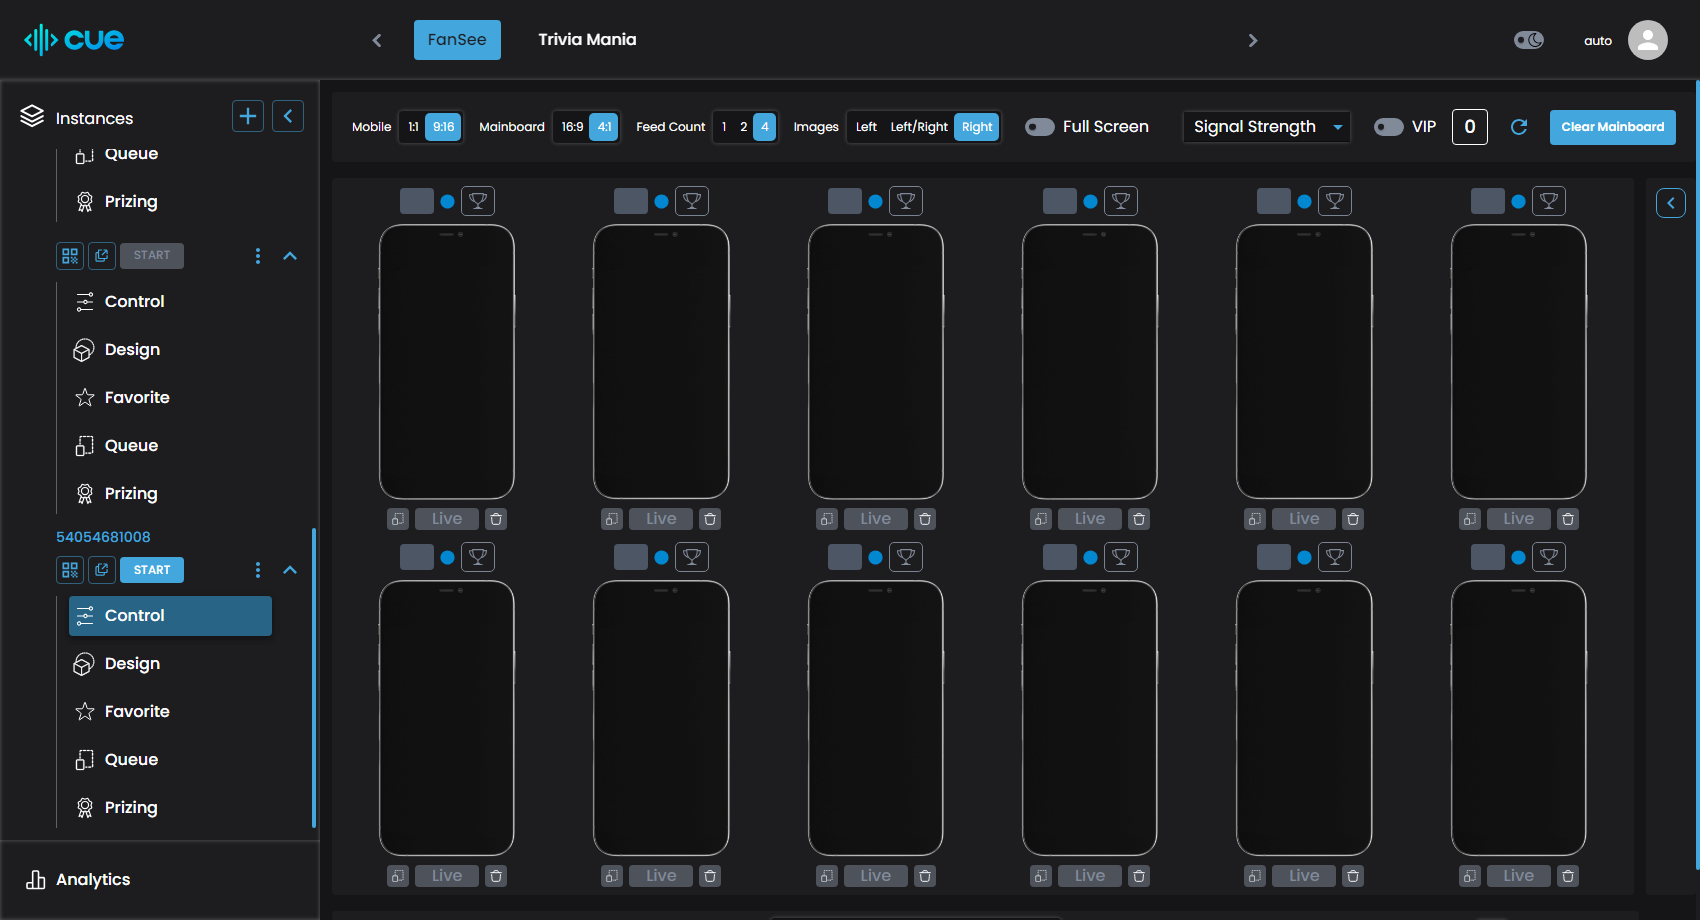 cue
FanSee
Trivia Mania
auto
Instances
Queue
Prizing
START
Control
Design
Favorite
Queue
Prizing
54054681008
START
Control
Design
Favorite
Queue
Prizing
Analytics
Mobile 1:1 9:16 Mainboard 16:9 4:1 Feed Count 1 2 4 Images Left Left/Right Right Full Screen Signal Strength VIP 0 Clear Mainboard
Live Live Live Live Live Live
Live Live Live Live Live Live